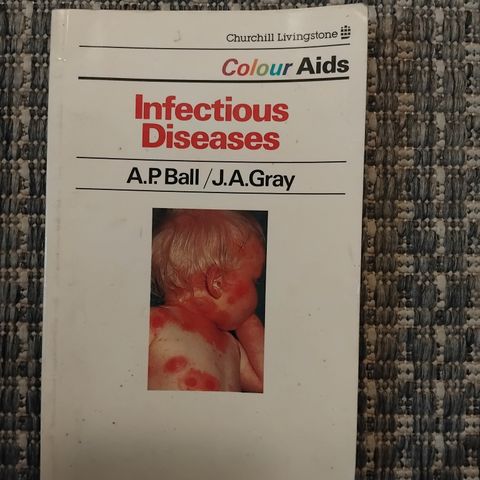 Churchill Livingstone
Colour Aids
Infectious
Diseases
A.P. Ball / J.A. Gray